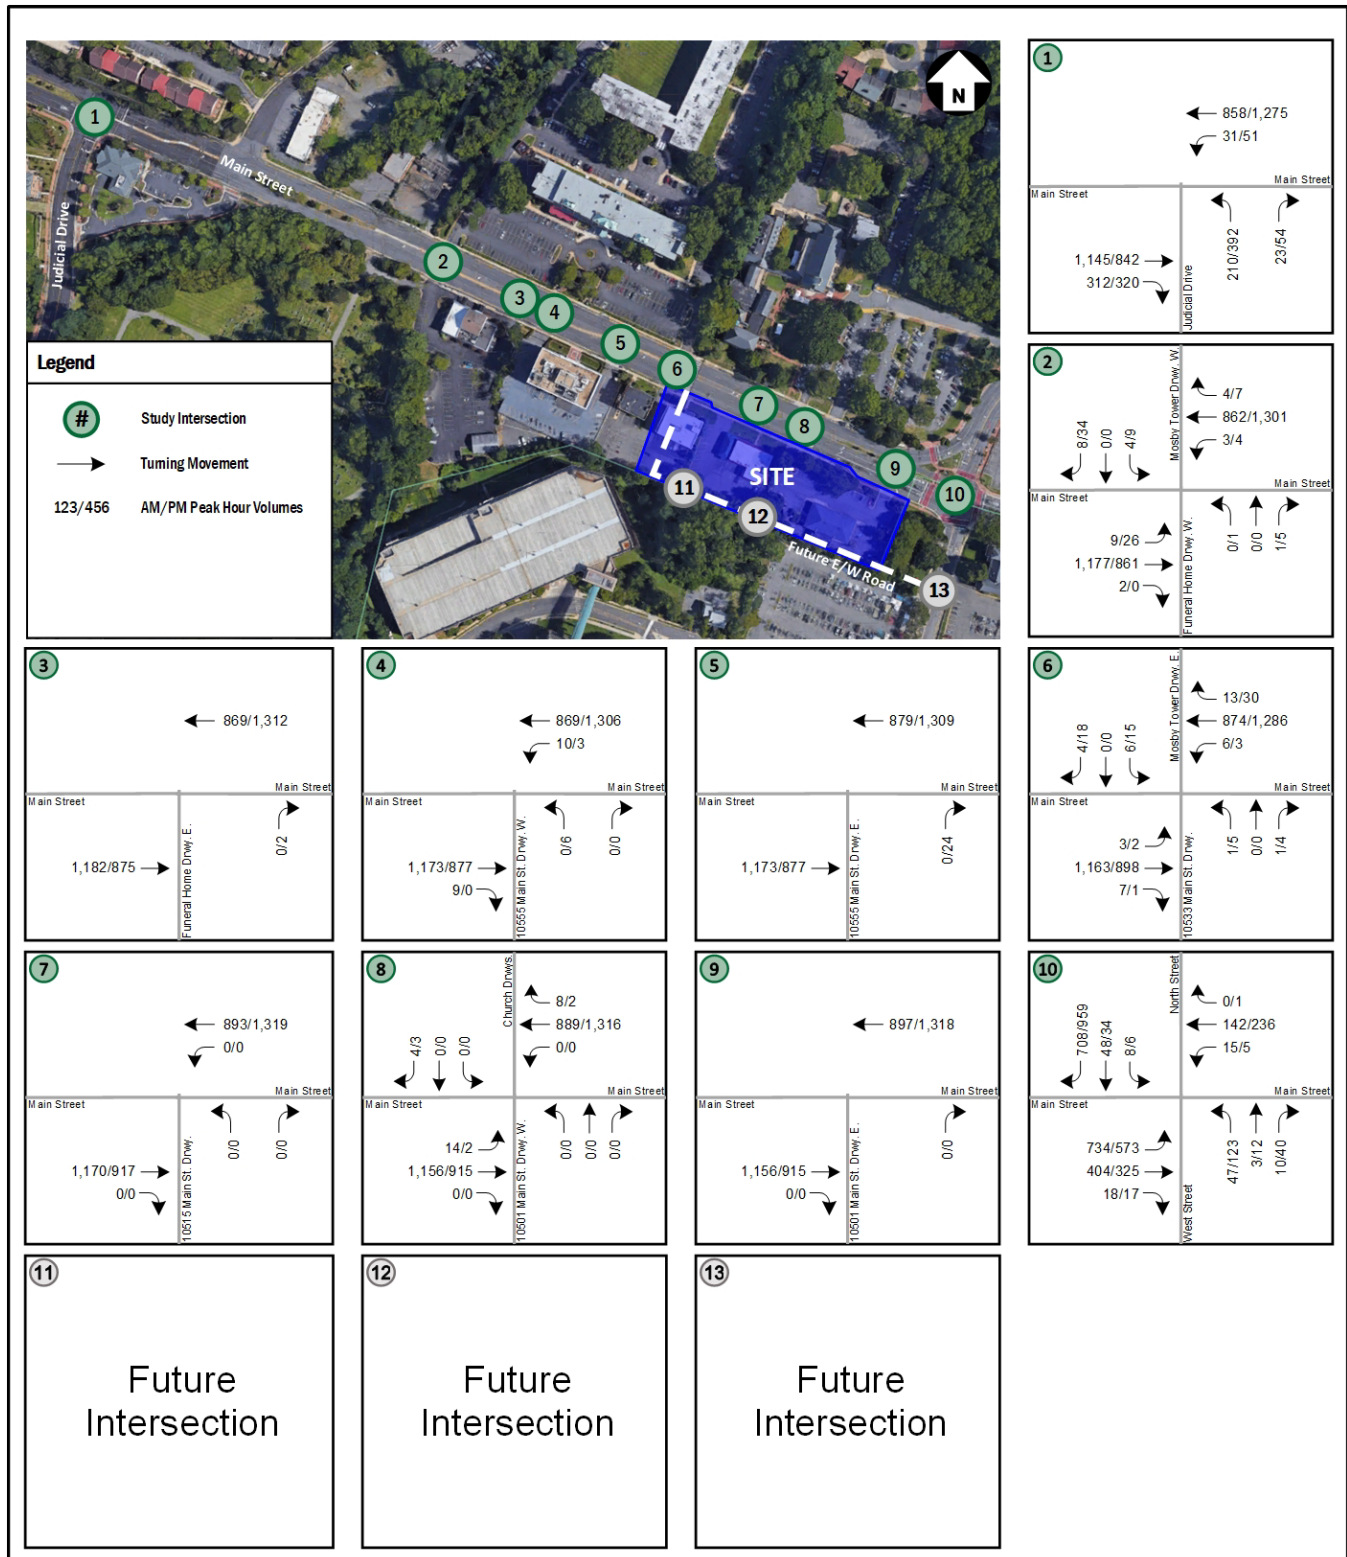 N
1
Main Street
Judicial Drive
2
3
4
5
6
7
8
9
10
SITE
11
12
13
Future E/W Road
Legend
# Study Intersection
Turning Movement
123/456 AM/PM Peak Hour Volumes
1
858/1,275
31/51
Main Street
Main Street
1,145/842
312/320
Judicial Drive
210/392
23/54
2
8/34
0/0
4/9
Mosby Tower Drwy. W.
4/7
862/1,301
3/4
Main Street
Main Street
9/26
1,177/861
2/0
Funeral Home Drwy. W.
0/1
0/0
1/5
3
869/1,312
Main Street
Main Street
1,182/875
Funeral Home Drwy. E.
0/2
4
869/1,306
10/3
Main Street
Main Street
1,173/877
9/0
10555 Main St. Drwy. W.
0/6
0/0
5
879/1,309
Main Street
Main Street
1,173/877
10555 Main St. Drwy. E.
0/24
6
4/18
0/0
6/15
Mosby Tower Drwy. E.
13/30
874/1,286
6/3
Main Street
Main Street
3/2
1,163/898
7/1
10533 Main St. Drwy.
1/5
0/0
1/4
7
893/1,319
0/0
Main Street
Main Street
1,170/917
0/0
10515 Main St. Drwy.
0/0
0/0
8
4/3
0/0
0/0
Church Drwys.
8/2
889/1,316
0/0
Main Street
Main Street
14/2
1,156/915
0/0
10501 Main St. Drwy. W.
0/0
0/0
0/0
9
897/1,318
Main Street
Main Street
1,156/915
0/0
10501 Main St. Drwy. E.
0/0
10
708/959
48/34
8/6
North Street
0/1
142/236
15/5
Main Street
Main Street
734/573
404/325
18/17
West Street
47/123
3/12
10/40
11
Future
Intersection
12
Future
Intersection
13
Future
Intersection